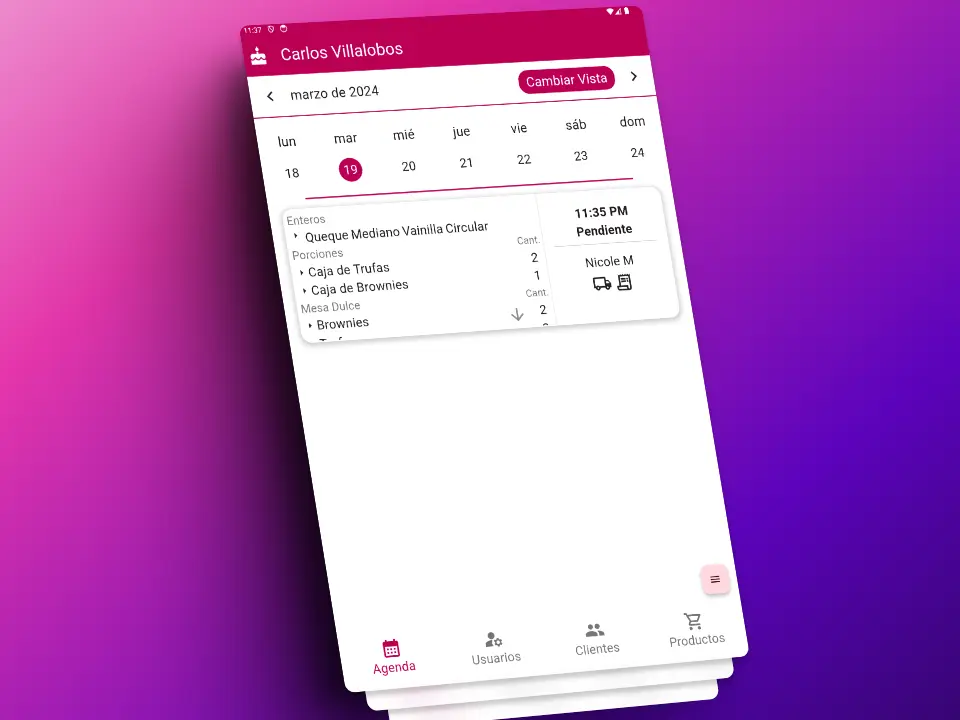 11:37
Carlos Villalobos
marzo de 2024
Cambiar Vista
lun mar mié jue vie sáb dom
18 19 20 21 22 23 24
Enteros
Queque Mediano Vainilla Circular
Porciones Cant.
Caja de Trufas 2
Caja de Brownies 1
Mesa Dulce Cant.
Brownies 2
11:35 PM
Pendiente
Nicole M
Agenda
Usuarios
Clientes
Productos